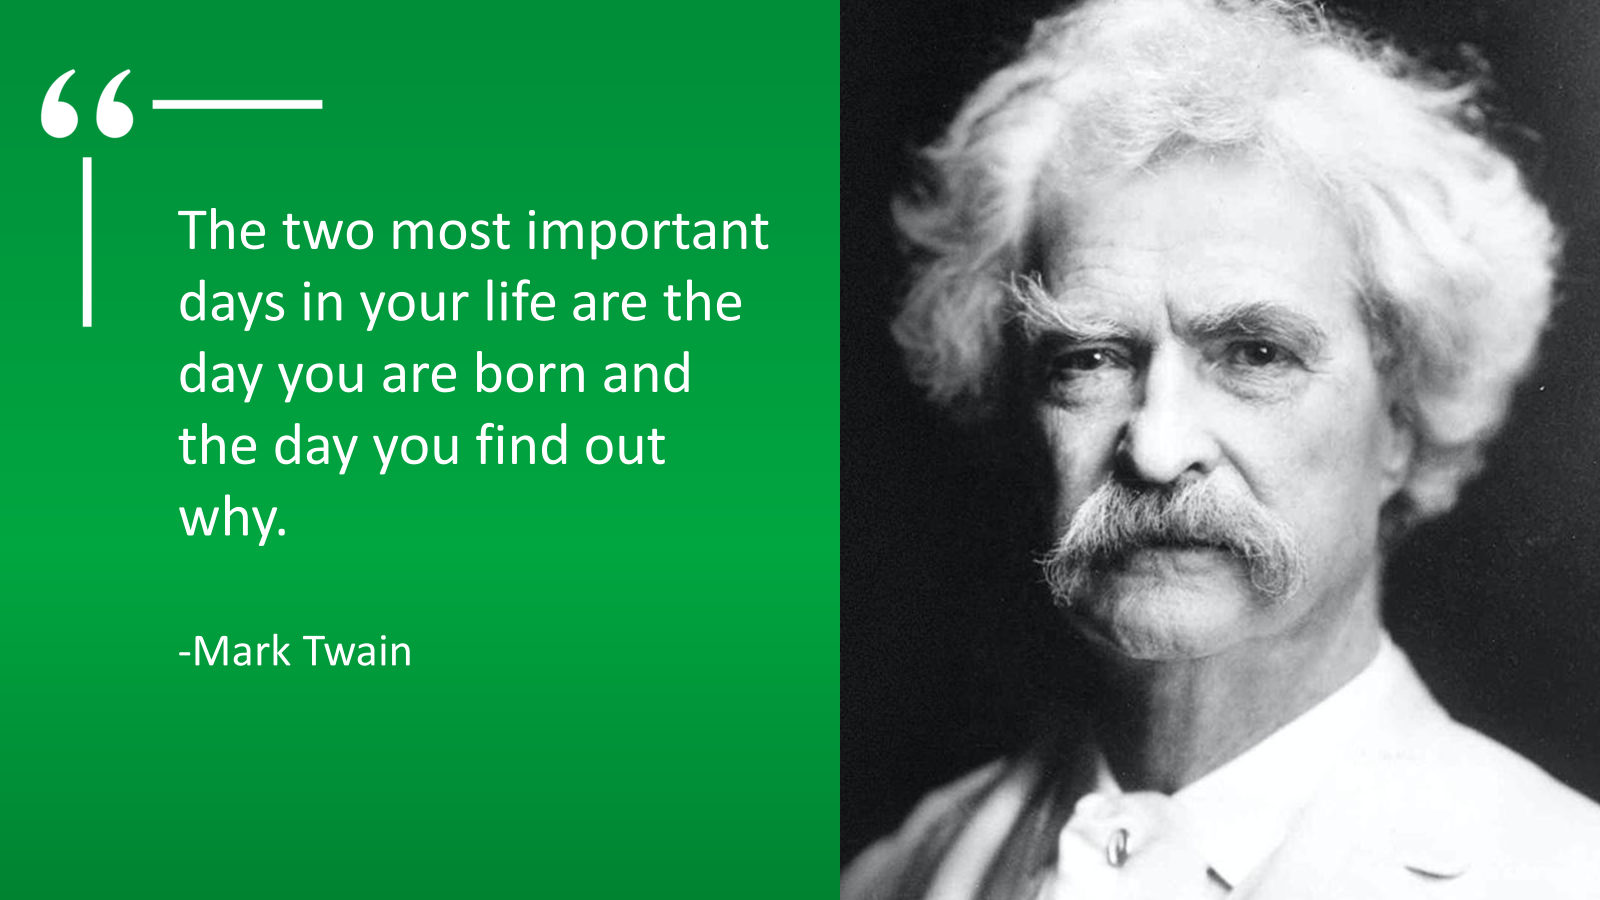 “
The two most important
days in your life are the
day you are born and
the day you find out
why.
-Mark Twain